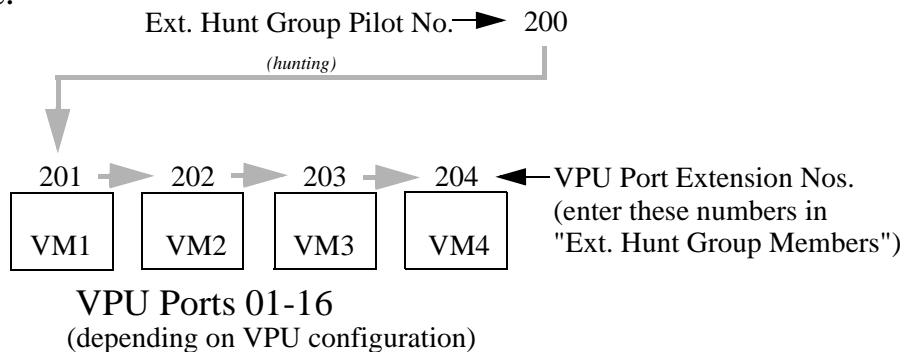 Ext. Hunt Group Pilot No. 200
(hunting)
201 202 203 204 VPU Port Extension Nos.
(enter these numbers in
VM1 VM2 VM3 VM4 "Ext. Hunt Group Members")
VPU Ports 01-16
(depending on VPU configuration)